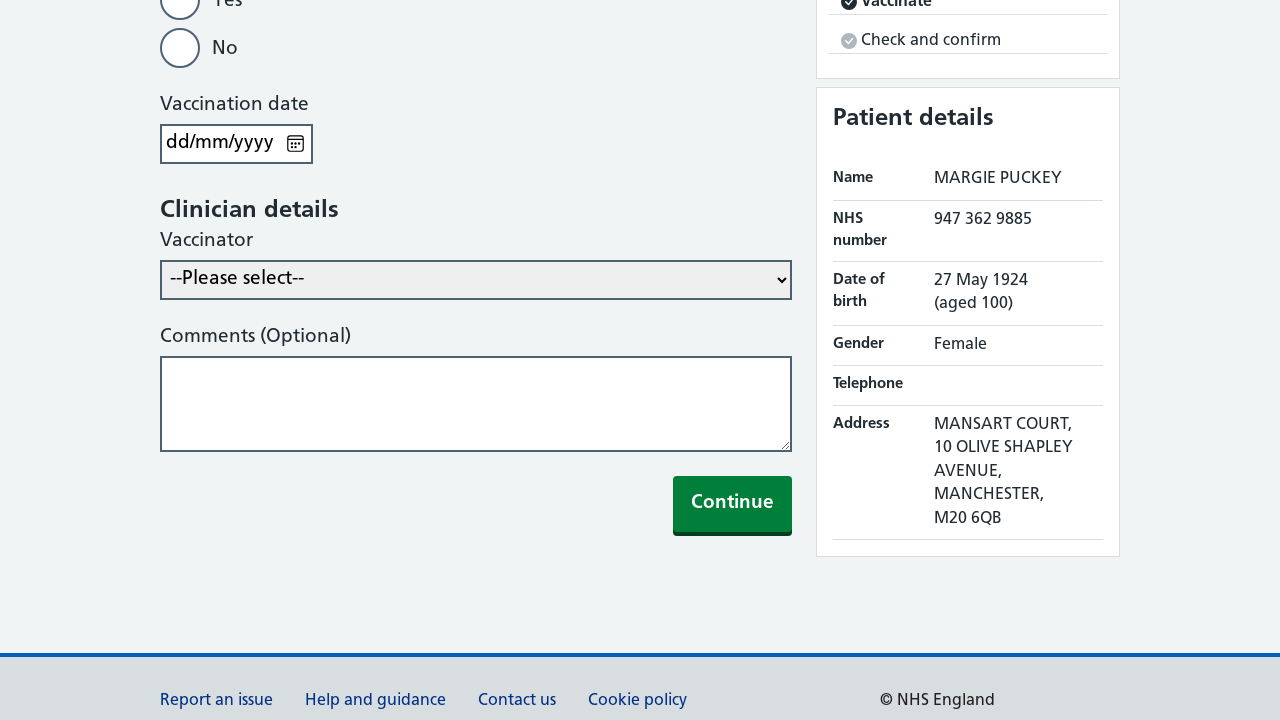 Yes
No
Vaccination date
dd/mm/yyyy
Clinician details
Vaccinator
--Please select--
Comments (Optional)
Continue
Vaccinate
Check and confirm
Patient details
Name MARGIE PUCKEY
NHS number 947 362 9885
Date of birth 27 May 1924 (aged 100)
Gender Female
Telephone
Address MANSART COURT,
10 OLIVE SHAPLEY
AVENUE,
MANCHESTER,
M20 6QB
Report an issue Help and guidance Contact us Cookie policy © NHS England